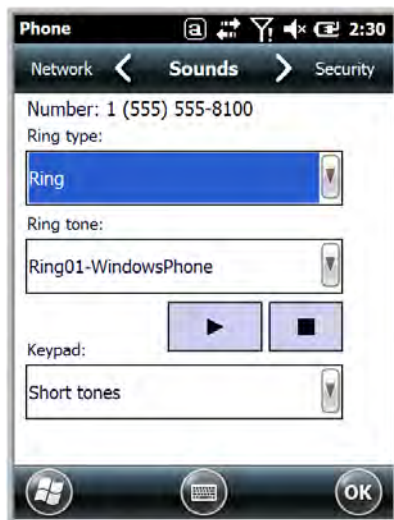 Phone a 2:30
Network Sounds Security
Number: 1 (555) 555-8100
Ring type:
Ring
Ring tone:
Ring01-WindowsPhone
Keypad:
Short tones
OK